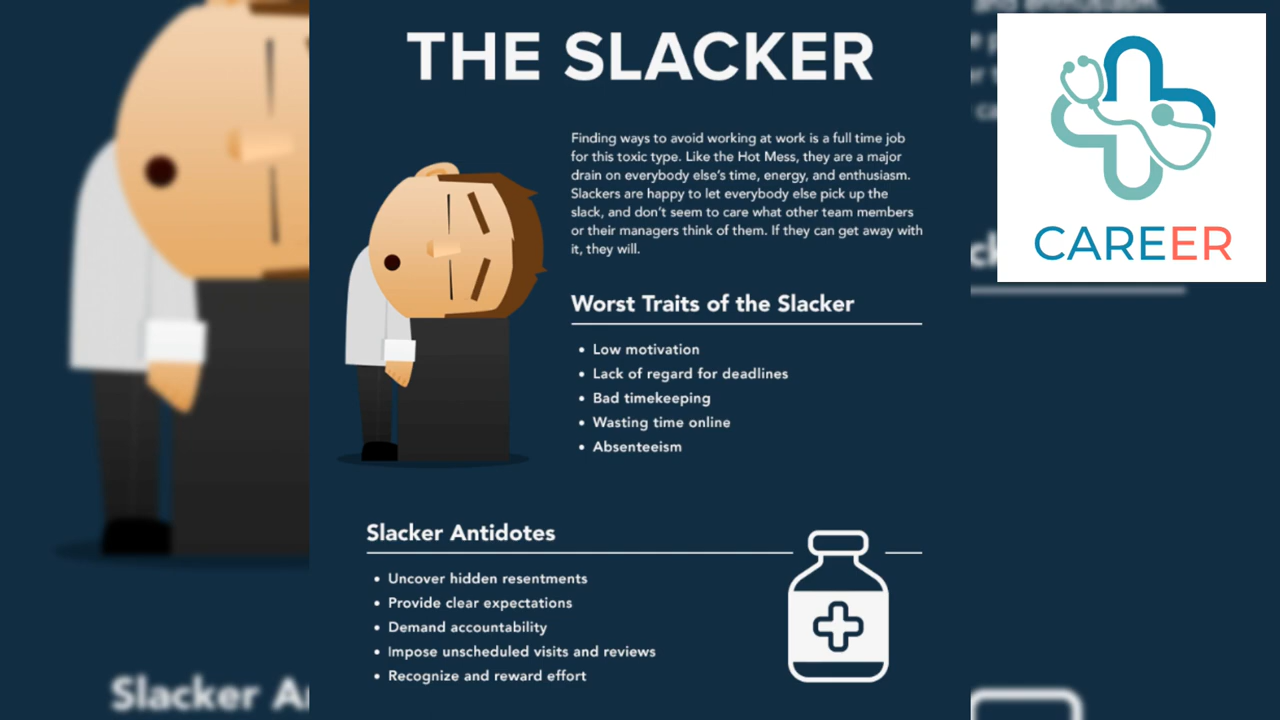 THE SLACKER
Finding ways to avoid working at work is a full time job
for this toxic type. Like the Hot Mess, they are a major
drain on everybody else's time, energy, and enthusiasm.
Slackers are happy to let everybody else pick up the
slack, and don't seem to care what other team members
or their managers think of them. If they can get away with
it, they will.
Worst Traits of the Slacker
• Low motivation
• Lack of regard for deadlines
• Bad timekeeping
• Wasting time online
• Absenteeism
Slacker Antidotes
• Uncover hidden resentments
• Provide clear expectations
• Demand accountability
• Impose unscheduled visits and reviews
• Recognize and reward effort
CAREER
Slacker A